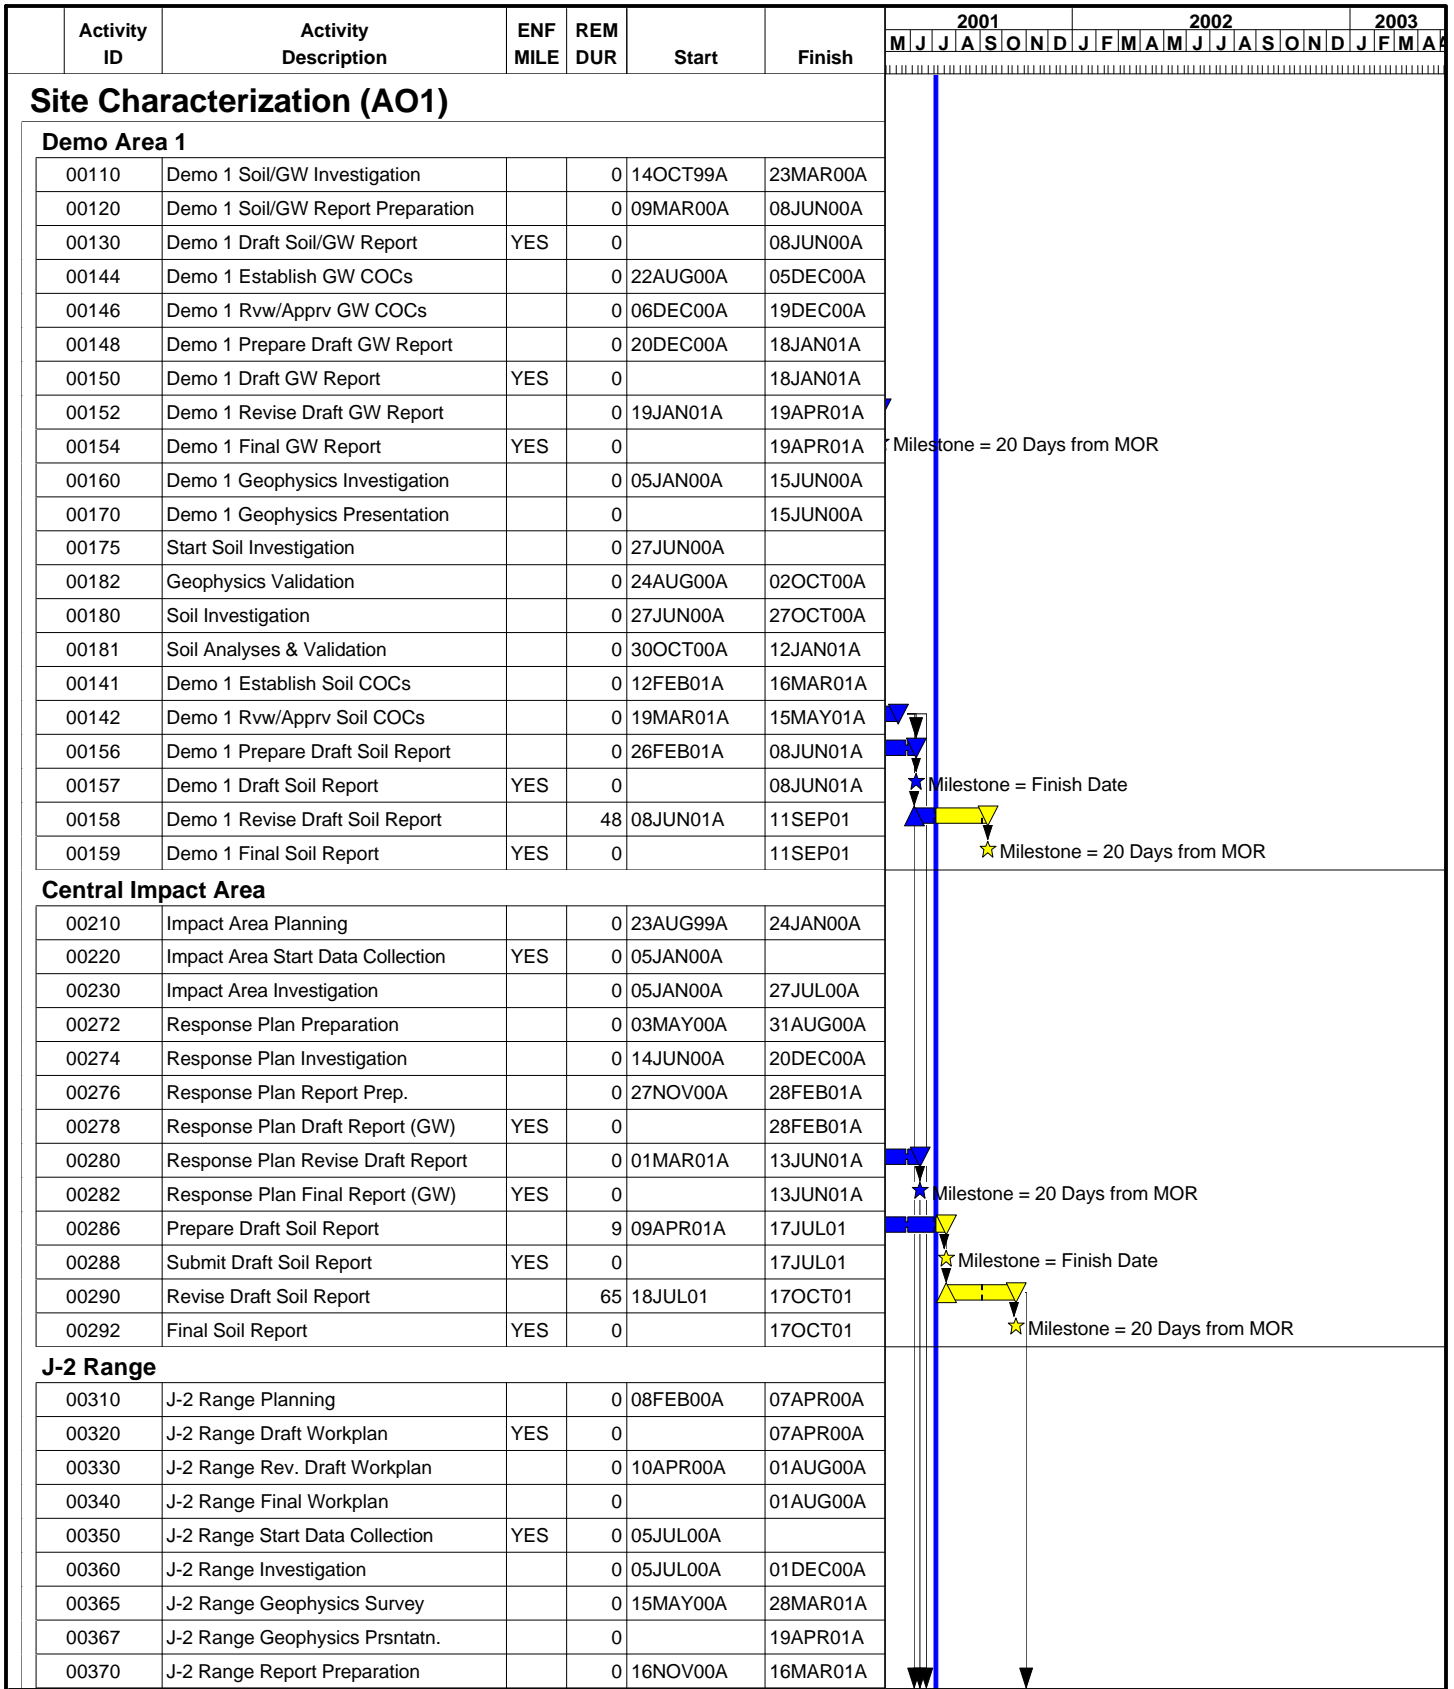 Activity ID Activity Description ENF MILE REM DUR Start Finish 2001 2002 2003
M J J A S O N D J F M A M J J A S O N D J F M A
Site Characterization (AO1)
Demo Area 1
00110 Demo 1 Soil/GW Investigation 0 14OCT99A 23MAR00A
00120 Demo 1 Soil/GW Report Preparation 0 09MAR00A 08JUN00A
00130 Demo 1 Draft Soil/GW Report YES 0 08JUN00A
00144 Demo 1 Establish GW COCs 0 22AUG00A 05DEC00A
00146 Demo 1 Rvw/Apprv GW COCs 0 06DEC00A 19DEC00A
00148 Demo 1 Prepare Draft GW Report 0 20DEC00A 18JAN01A
00150 Demo 1 Draft GW Report YES 0 18JAN01A
00152 Demo 1 Revise Draft GW Report 0 19JAN01A 19APR01A
00154 Demo 1 Final GW Report YES 0 19APR01A Milestone = 20 Days from MOR
00160 Demo 1 Geophysics Investigation 0 05JAN00A 15JUN00A
00170 Demo 1 Geophysics Presentation 0 15JUN00A
00175 Start Soil Investigation 0 27JUN00A
00182 Geophysics Validation 0 24AUG00A 02OCT00A
00180 Soil Investigation 0 27JUN00A 27OCT00A
00181 Soil Analyses & Validation 0 30OCT00A 12JAN01A
00141 Demo 1 Establish Soil COCs 0 12FEB01A 16MAR01A
00142 Demo 1 Rvw/Apprv Soil COCs 0 19MAR01A 15MAY01A
00156 Demo 1 Prepare Draft Soil Report 0 26FEB01A 08JUN01A
00157 Demo 1 Draft Soil Report YES 0 08JUN01A Milestone = Finish Date
00158 Demo 1 Revise Draft Soil Report 48 08JUN01A 11SEP01
00159 Demo 1 Final Soil Report YES 0 11SEP01 Milestone = 20 Days from MOR
Central Impact Area
00210 Impact Area Planning 0 23AUG99A 24JAN00A
00220 Impact Area Start Data Collection YES 0 05JAN00A
00230 Impact Area Investigation 0 05JAN00A 27JUL00A
00272 Response Plan Preparation 0 03MAY00A 31AUG00A
00274 Response Plan Investigation 0 14JUN00A 20DEC00A
00276 Response Plan Report Prep. 0 27NOV00A 28FEB01A
00278 Response Plan Draft Report (GW) YES 0 28FEB01A
00280 Response Plan Revise Draft Report 0 01MAR01A 13JUN01A
00282 Response Plan Final Report (GW) YES 0 13JUN01A Milestone = 20 Days from MOR
00286 Prepare Draft Soil Report 9 09APR01A 17JUL01
00288 Submit Draft Soil Report YES 0 17JUL01 Milestone = Finish Date
00290 Revise Draft Soil Report 65 18JUL01 17OCT01
00292 Final Soil Report YES 0 17OCT01 Milestone = 20 Days from MOR
J-2 Range
00310 J-2 Range Planning 0 08FEB00A 07APR00A
00320 J-2 Range Draft Workplan YES 0 07APR00A
00330 J-2 Range Rev. Draft Workplan 0 10APR00A 01AUG00A
00340 J-2 Range Final Workplan 0 01AUG00A
00350 J-2 Range Start Data Collection YES 0 05JUL00A
00360 J-2 Range Investigation 0 05JUL00A 01DEC00A
00365 J-2 Range Geophysics Survey 0 15MAY00A 28MAR01A
00367 J-2 Range Geophysics Prsntatn. 0 19APR01A
00370 J-2 Range Report Preparation 0 16NOV00A 16MAR01A